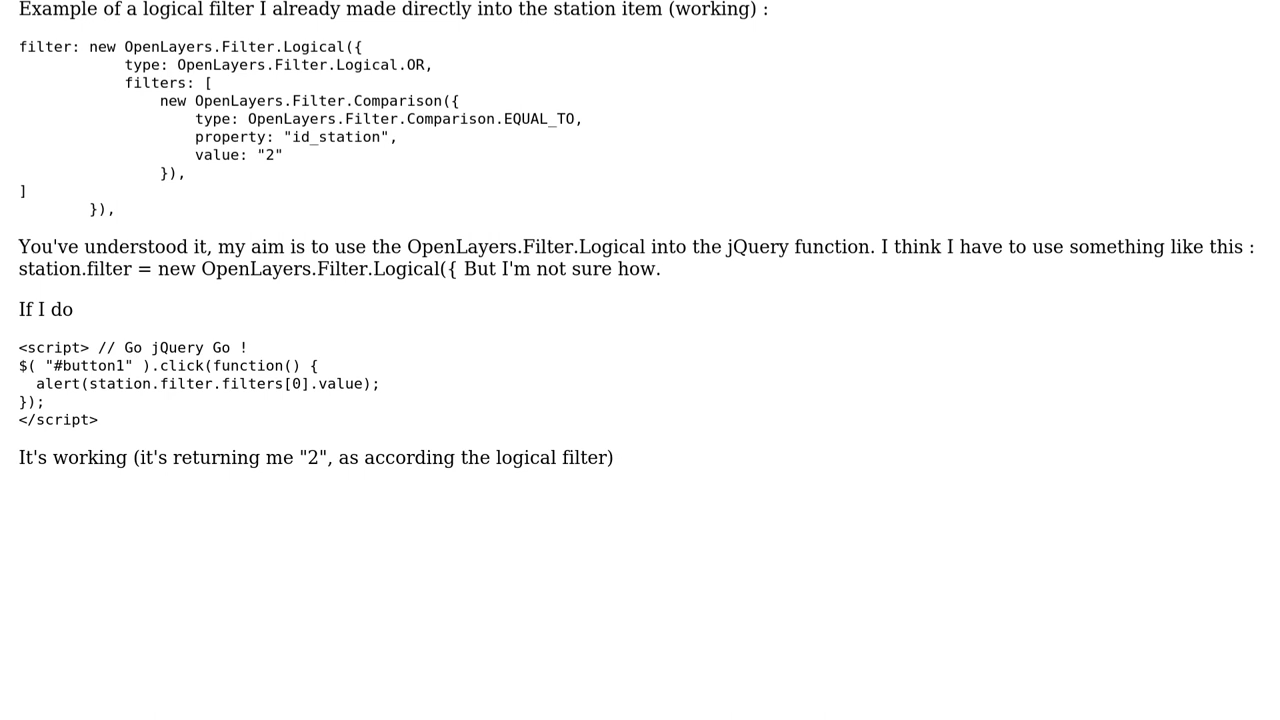 Example of a logical filter I already made directly into the station item (working) :
filter: new OpenLayers.Filter.Logical({
            type: OpenLayers.Filter.Logical.OR,
            filters: [
                new OpenLayers.Filter.Comparison({
                    type: OpenLayers.Filter.Comparison.EQUAL_TO,
                    property: "id_station",
                    value: "2"
                }),
]
        }),
You've understood it, my aim is to use the OpenLayers.Filter.Logical into the jQuery function. I think I have to use something like this :
station.filter = new OpenLayers.Filter.Logical({ But I'm not sure how.
If I do
<script> // Go jQuery Go !
$( "#button1" ).click(function() {
  alert(station.filter.filters[0].value);
});
</script>
It's working (it's returning me "2", as according the logical filter)